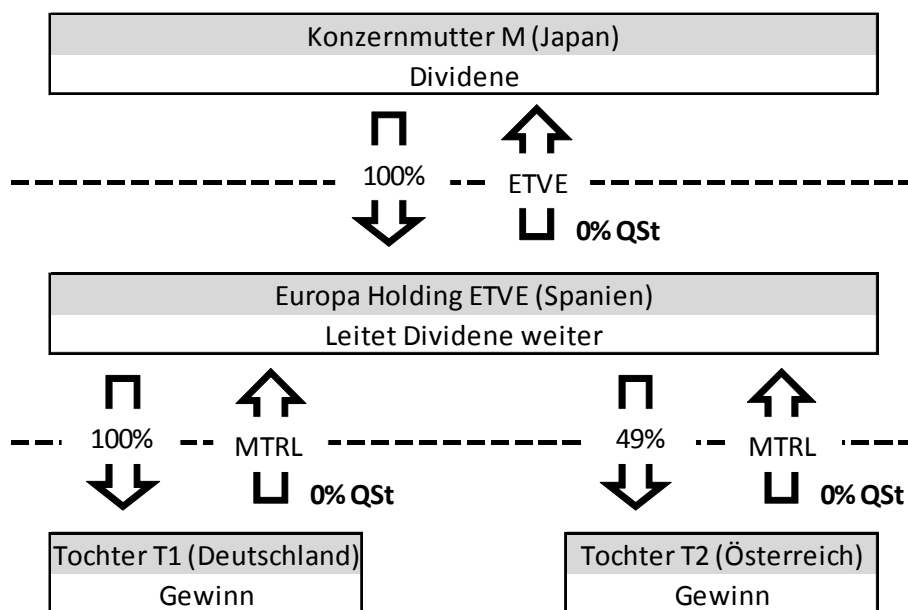 Konzernmutter M (Japan)
Dividene
100%
ETVE
0% QSt
Europa Holding ETVE (Spanien)
Leitet Dividene weiter
100%
MTRL
49%
MTRL
0% QSt
0% QSt
Tochter T1 (Deutschland)
Tochter T2 (Österreich)
Gewinn
Gewinn